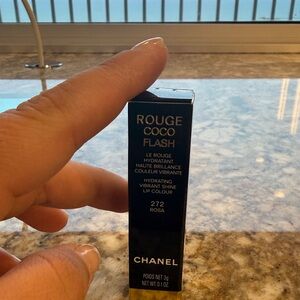 ROUGE
COCO
FLASH
LE ROUGE
HYDRATANT
HAUTE BRILLANCE
COULEUR VIBRANTE
HYDRATING
VIBRANT SHINE
LIP COLOUR
272
ROSA
CHANEL
POIDS NET 3g
NET WT. 0.1 OZ.